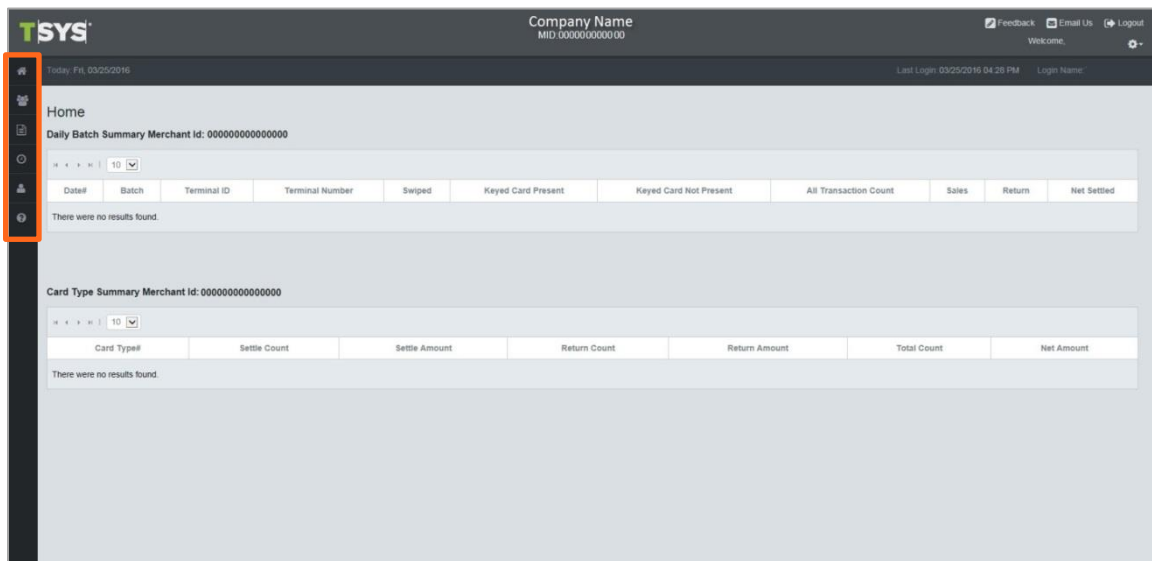 TSYS
Company Name
MID:000000000000
Feedback Email Us Logout
Welcome,
Today: Fri, 03/25/2016
Last Login: 03/25/2016 04:26 PM Login Name:
Home
Daily Batch Summary Merchant Id: 000000000000000
10
Date# Batch Terminal ID Terminal Number Swiped Keyed Card Present Keyed Card Not Present All Transaction Count Sales Return Net Settled
There were no results found.
Card Type Summary Merchant Id: 000000000000000
10
Card Type# Settle Count Settle Amount Return Count Return Amount Total Count Net Amount
There were no results found.